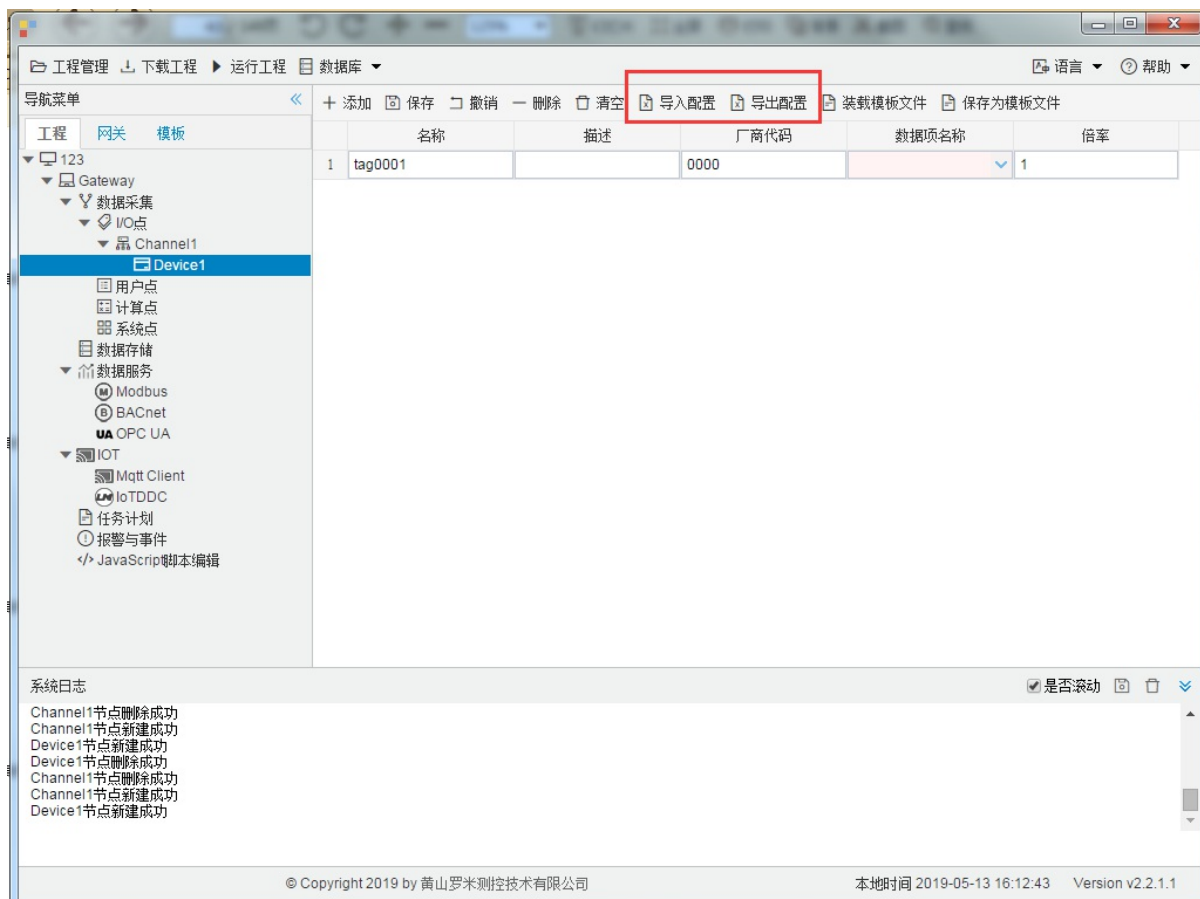 工程管理 下载工程 运行工程 数据库 语言 帮助
导航菜单
添加 保存 撤销 删除 清空 导入配置 导出配置 装载模板文件 保存为模板文件
工程 网关 模板
名称 描述 厂商代码 数据项名称 倍率
1 tag0001 0000 1
123
Gateway
数据采集
I/O点
Channel1
Device1
用户点
计算点
系统点
数据存储
数据服务
Modbus
BACnet
UA OPC UA
IOT
Mqtt Client
IoTDDC
任务计划
报警与事件
</> JavaScript脚本编辑
系统日志 是否滚动
Channel1节点删除成功
Channel1节点新建成功
Device1节点新建成功
Device1节点删除成功
Channel1节点删除成功
Channel1节点新建成功
Device1节点新建成功
© Copyright 2019 by 黄山罗米测控技术有限公司 本地时间 2019-05-13 16:12:43 Version v2.2.1.1